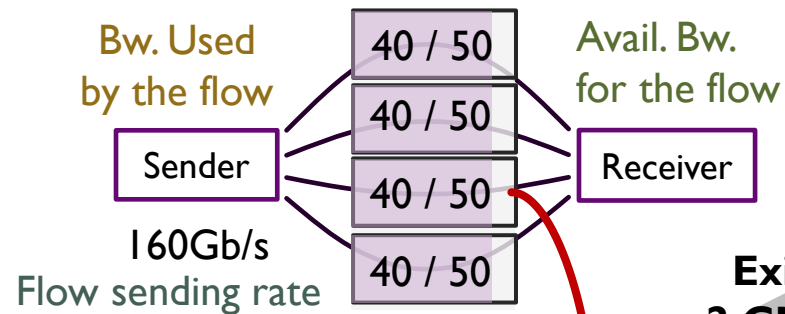 Bw. Used
by the flow
40 / 50
Avail. Bw.
for the flow
40 / 50
Sender
40 / 50
Receiver
160Gb/s
Flow sending rate
40 / 50